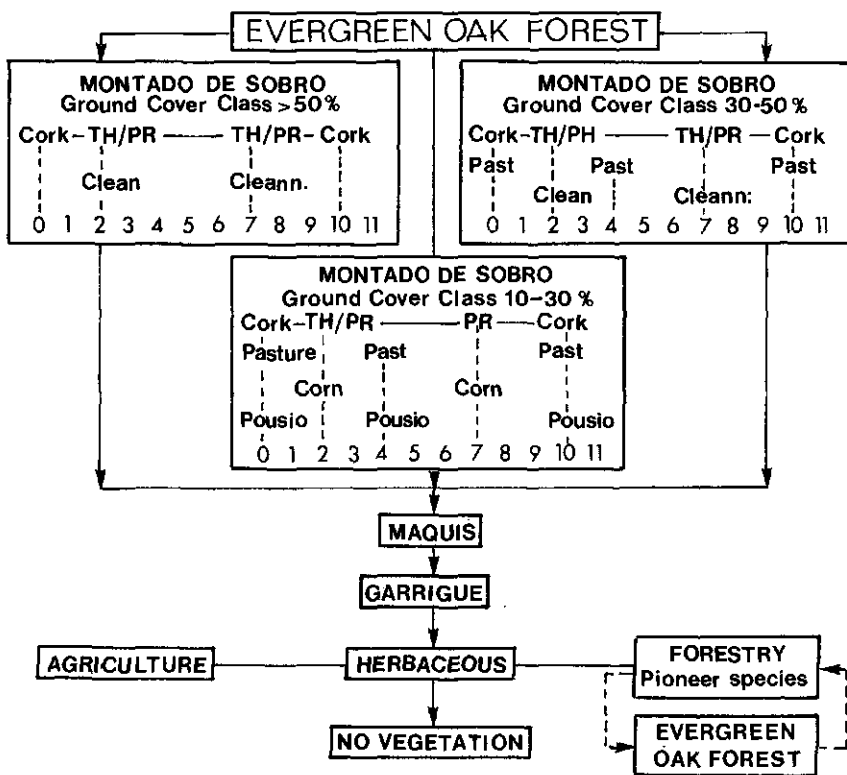 EVERGREEN OAK FOREST
MONTADO DE SOBRO
Ground Cover Class >50%
Cork-TH/PR — TH/PR-Cork
Clean Cleann.
0 1 2 3 4 5 6 7 8 9 10 11
MONTADO DE SOBRO
Ground Cover Class 30-50%
Cork-TH/PH — TH/PR — Cork
Past Past Past
Clean Cleann:
0 1 2 3 4 5 6 7 8 9 10 11
MONTADO DE SOBRO
Ground Cover Class 10-30%
Cork-TH/PR — PR — Cork
Pasture Past Past
Corn Corn
Pousio Pousio Pousio
0 1 2 3 4 5 6 7 8 9 10 11
MAQUIS
GARRIGUE
AGRICULTURE
HERBACEOUS
FORESTRY
Pioneer species
NO VEGETATION
EVERGREEN
OAK FOREST